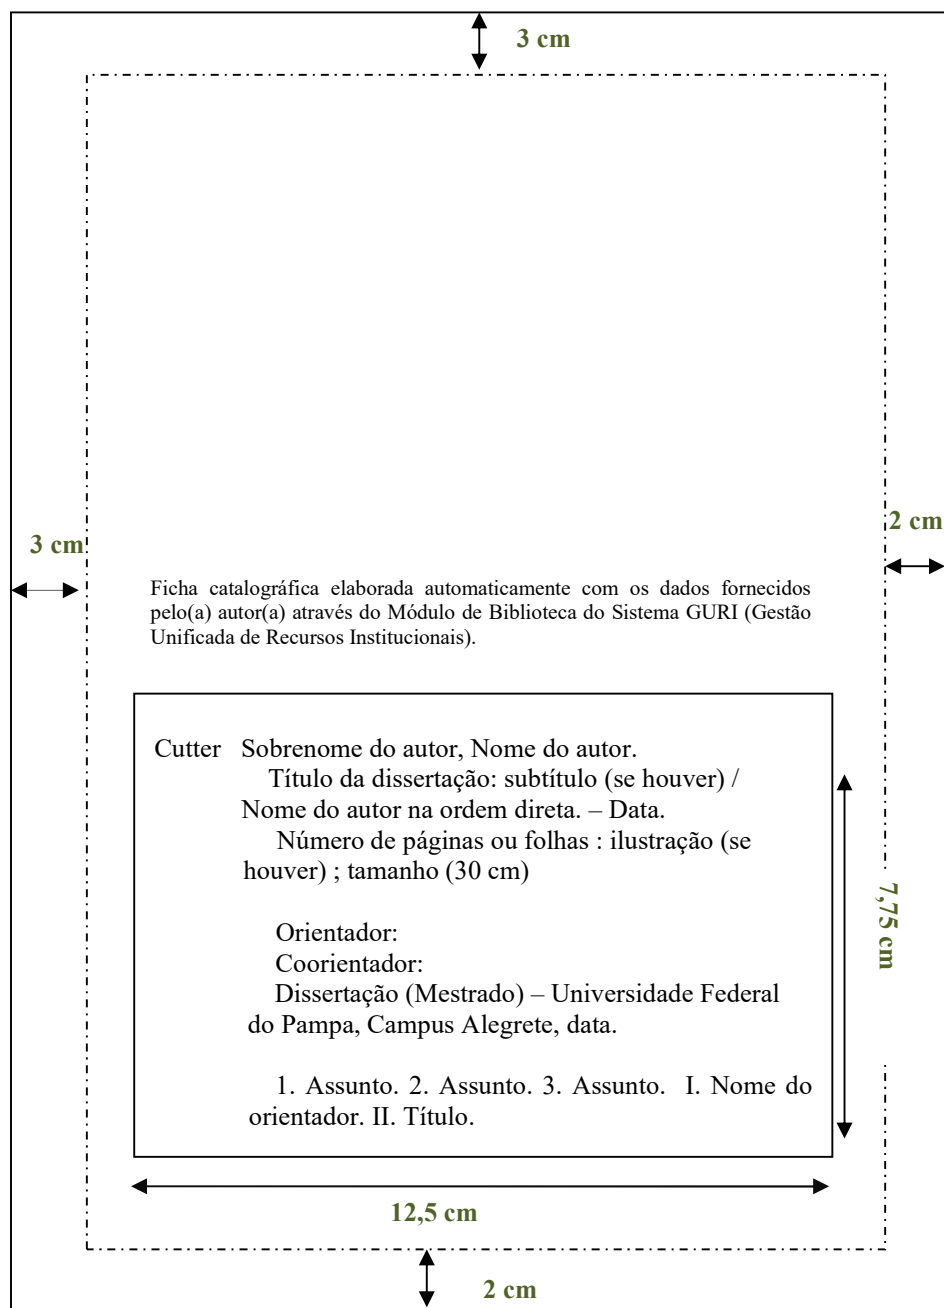 3 cm
2 cm
3 cm
Ficha catalográfica elaborada automaticamente com os dados fornecidos
pelo(a) autor(a) através do Módulo de Biblioteca do Sistema GURI (Gestão
Unificada de Recursos Institucionais).
Cutter Sobrenome do autor, Nome do autor.
Título da dissertação: subtítulo (se houver) /
Nome do autor na ordem direta. – Data.
Número de páginas ou folhas : ilustração (se
houver) ; tamanho (30 cm)
7,75 cm
Orientador:
Coorientador:
Dissertação (Mestrado) – Universidade Federal
do Pampa, Campus Alegrete, data.
1. Assunto. 2. Assunto. 3. Assunto. I. Nome do
orientador. II. Título.
12,5 cm
2 cm